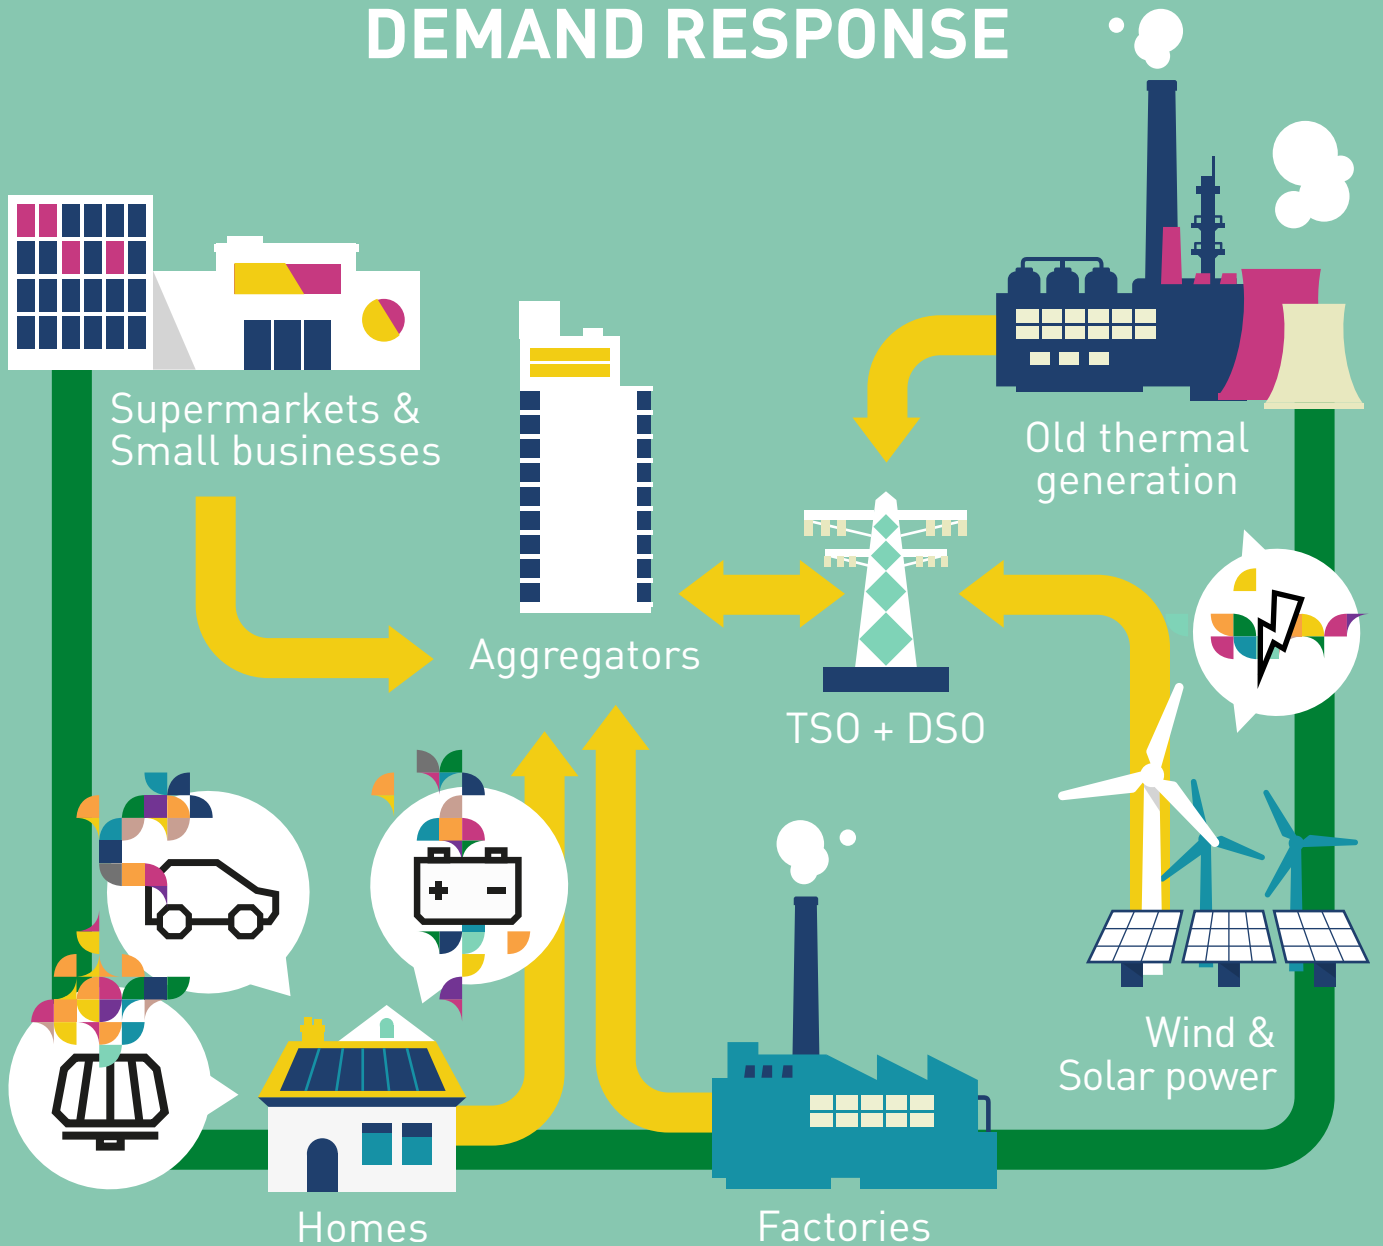 DEMAND RESPONSE
Supermarkets &
Small businesses
Old thermal
generation
Aggregators
TSO + DSO
Wind &
Solar power
Homes
Factories